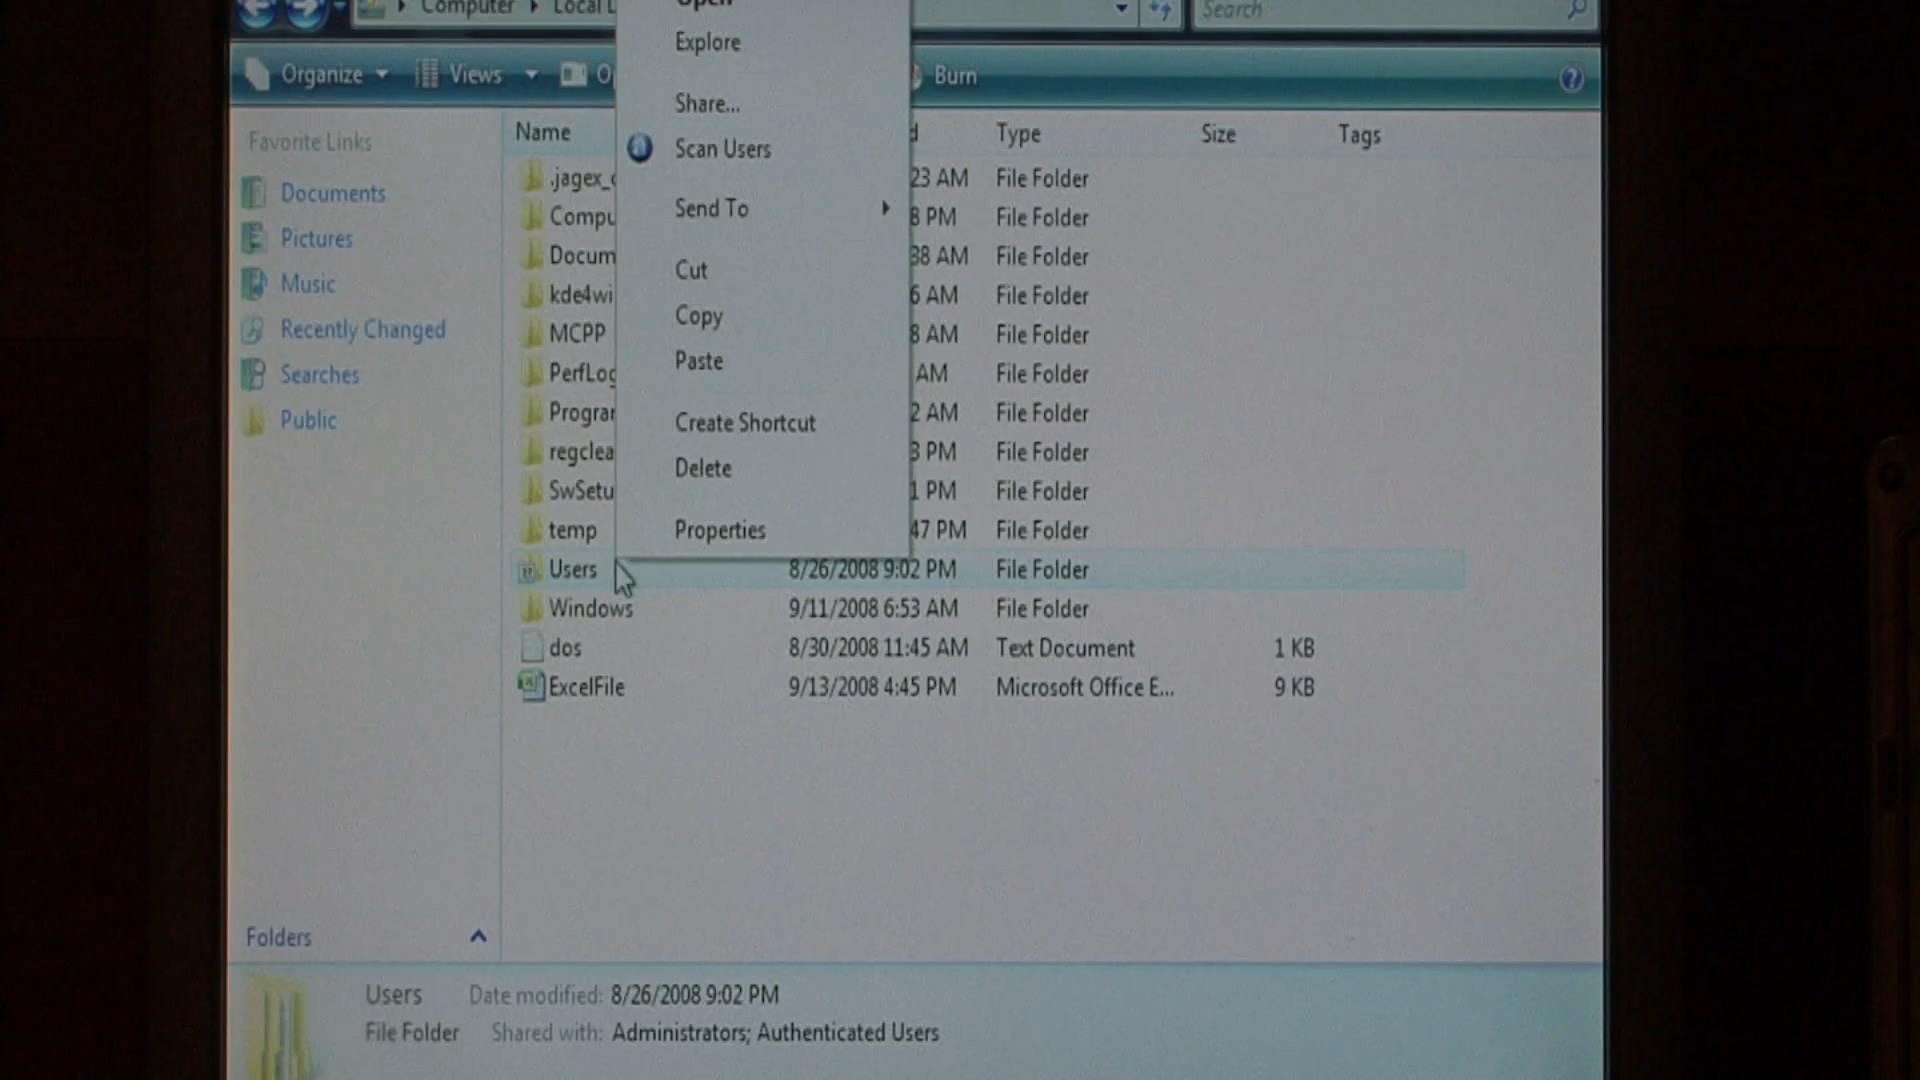 Computer Local
Search
Organize Views Burn
Open
Explore
Share...
Scan Users
Send To
Cut
Copy
Paste
Create Shortcut
Delete
Properties
Favorite Links
Documents
Pictures
Music
Recently Changed
Searches
Public
Folders
Name Type Size Tags
.jagex_ 23 AM File Folder
Compu 8 PM File Folder
Docum 38 AM File Folder
kde4wi 6 AM File Folder
MCPP 8 AM File Folder
PerfLog AM File Folder
Progra 2 AM File Folder
regclea 3 PM File Folder
SwSetu 1 PM File Folder
temp 47 PM File Folder
Users 8/26/2008 9:02 PM File Folder
Windows 9/11/2008 6:53 AM File Folder
dos 8/30/2008 11:45 AM Text Document 1 KB
ExcelFile 9/13/2008 4:45 PM Microsoft Office E... 9 KB
Users Date modified: 8/26/2008 9:02 PM
File Folder Shared with: Administrators; Authenticated Users